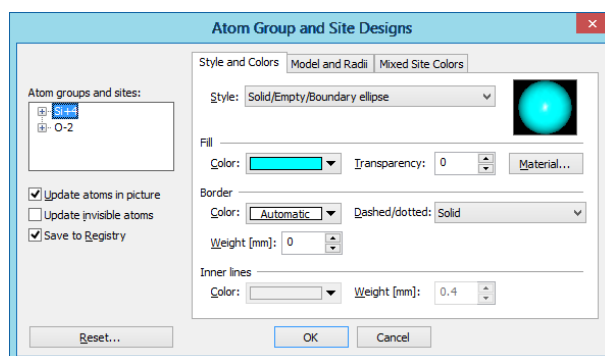 Atom Group and Site Designs
Style and Colors Model and Radii Mixed Site Colors
Atom groups and sites:
Si+4
O-2
Style: Solid/Empty/Boundary ellipse
Fill
Color: Transparency: 0 Material...
Update atoms in picture
Update invisible atoms
Save to Registry
Border
Color: Automatic Dashed/dotted: Solid
Weight [mm]: 0
Inner lines
Color: Weight [mm]: 0.4
Reset... OK Cancel